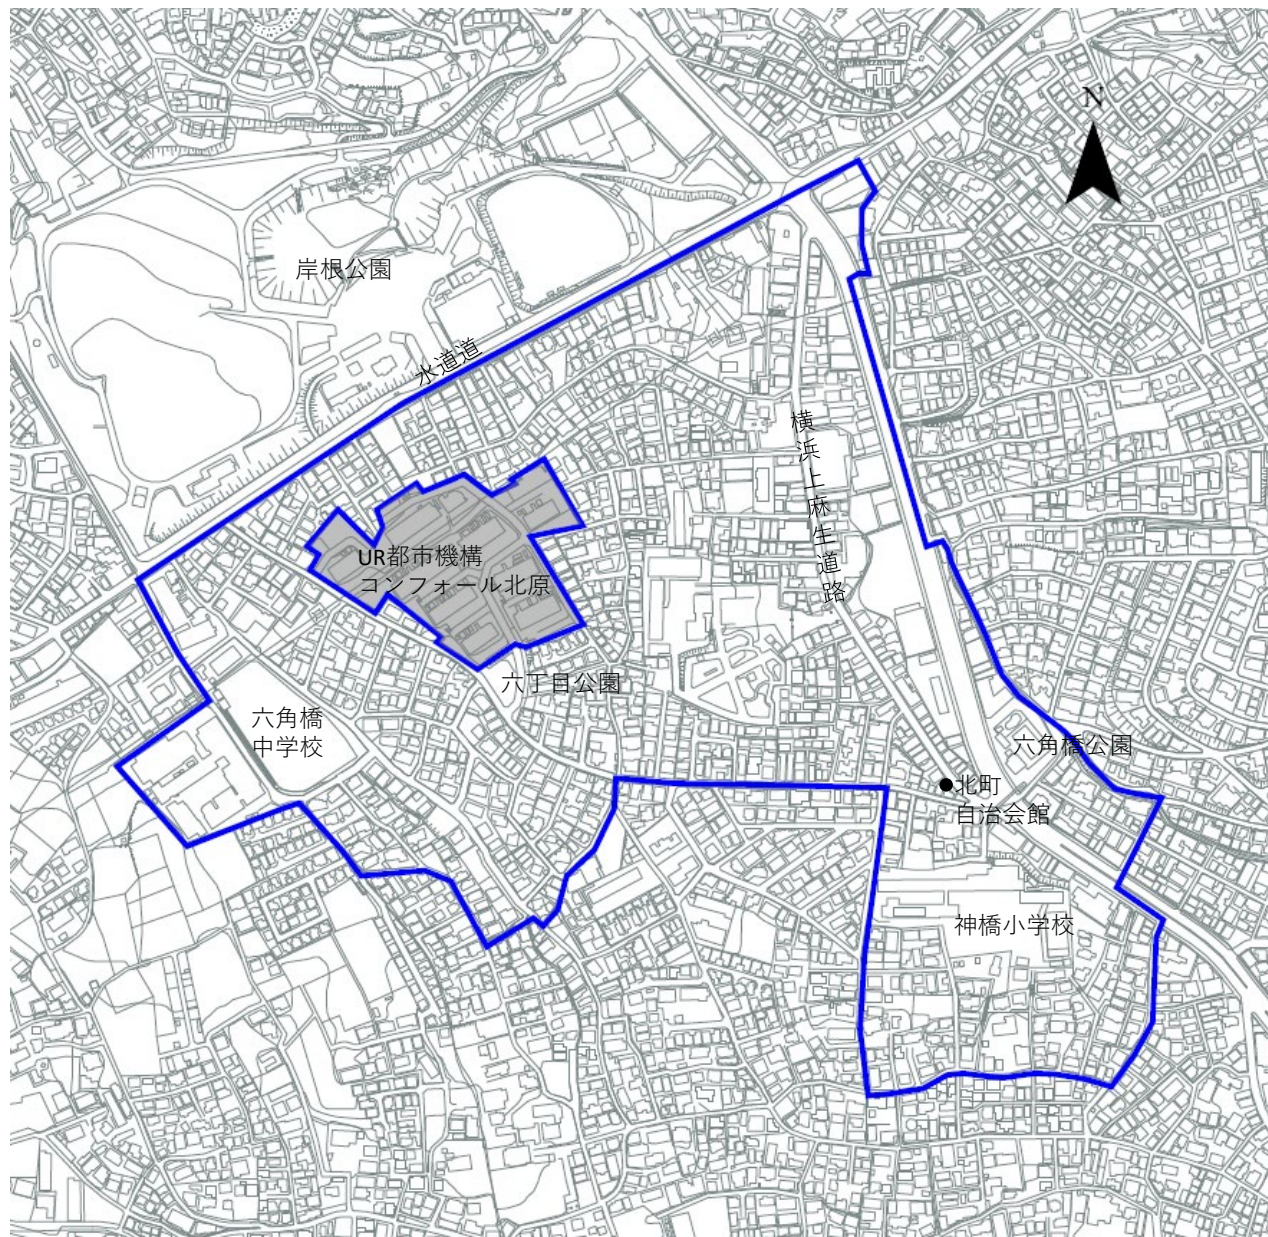 N
岸根公園
水道道
横浜上麻生道路
UR都市機構
コンフォール北原
六丁目公園
六角橋
中学校
六角橋公園
北町
自治会館
神橋小学校